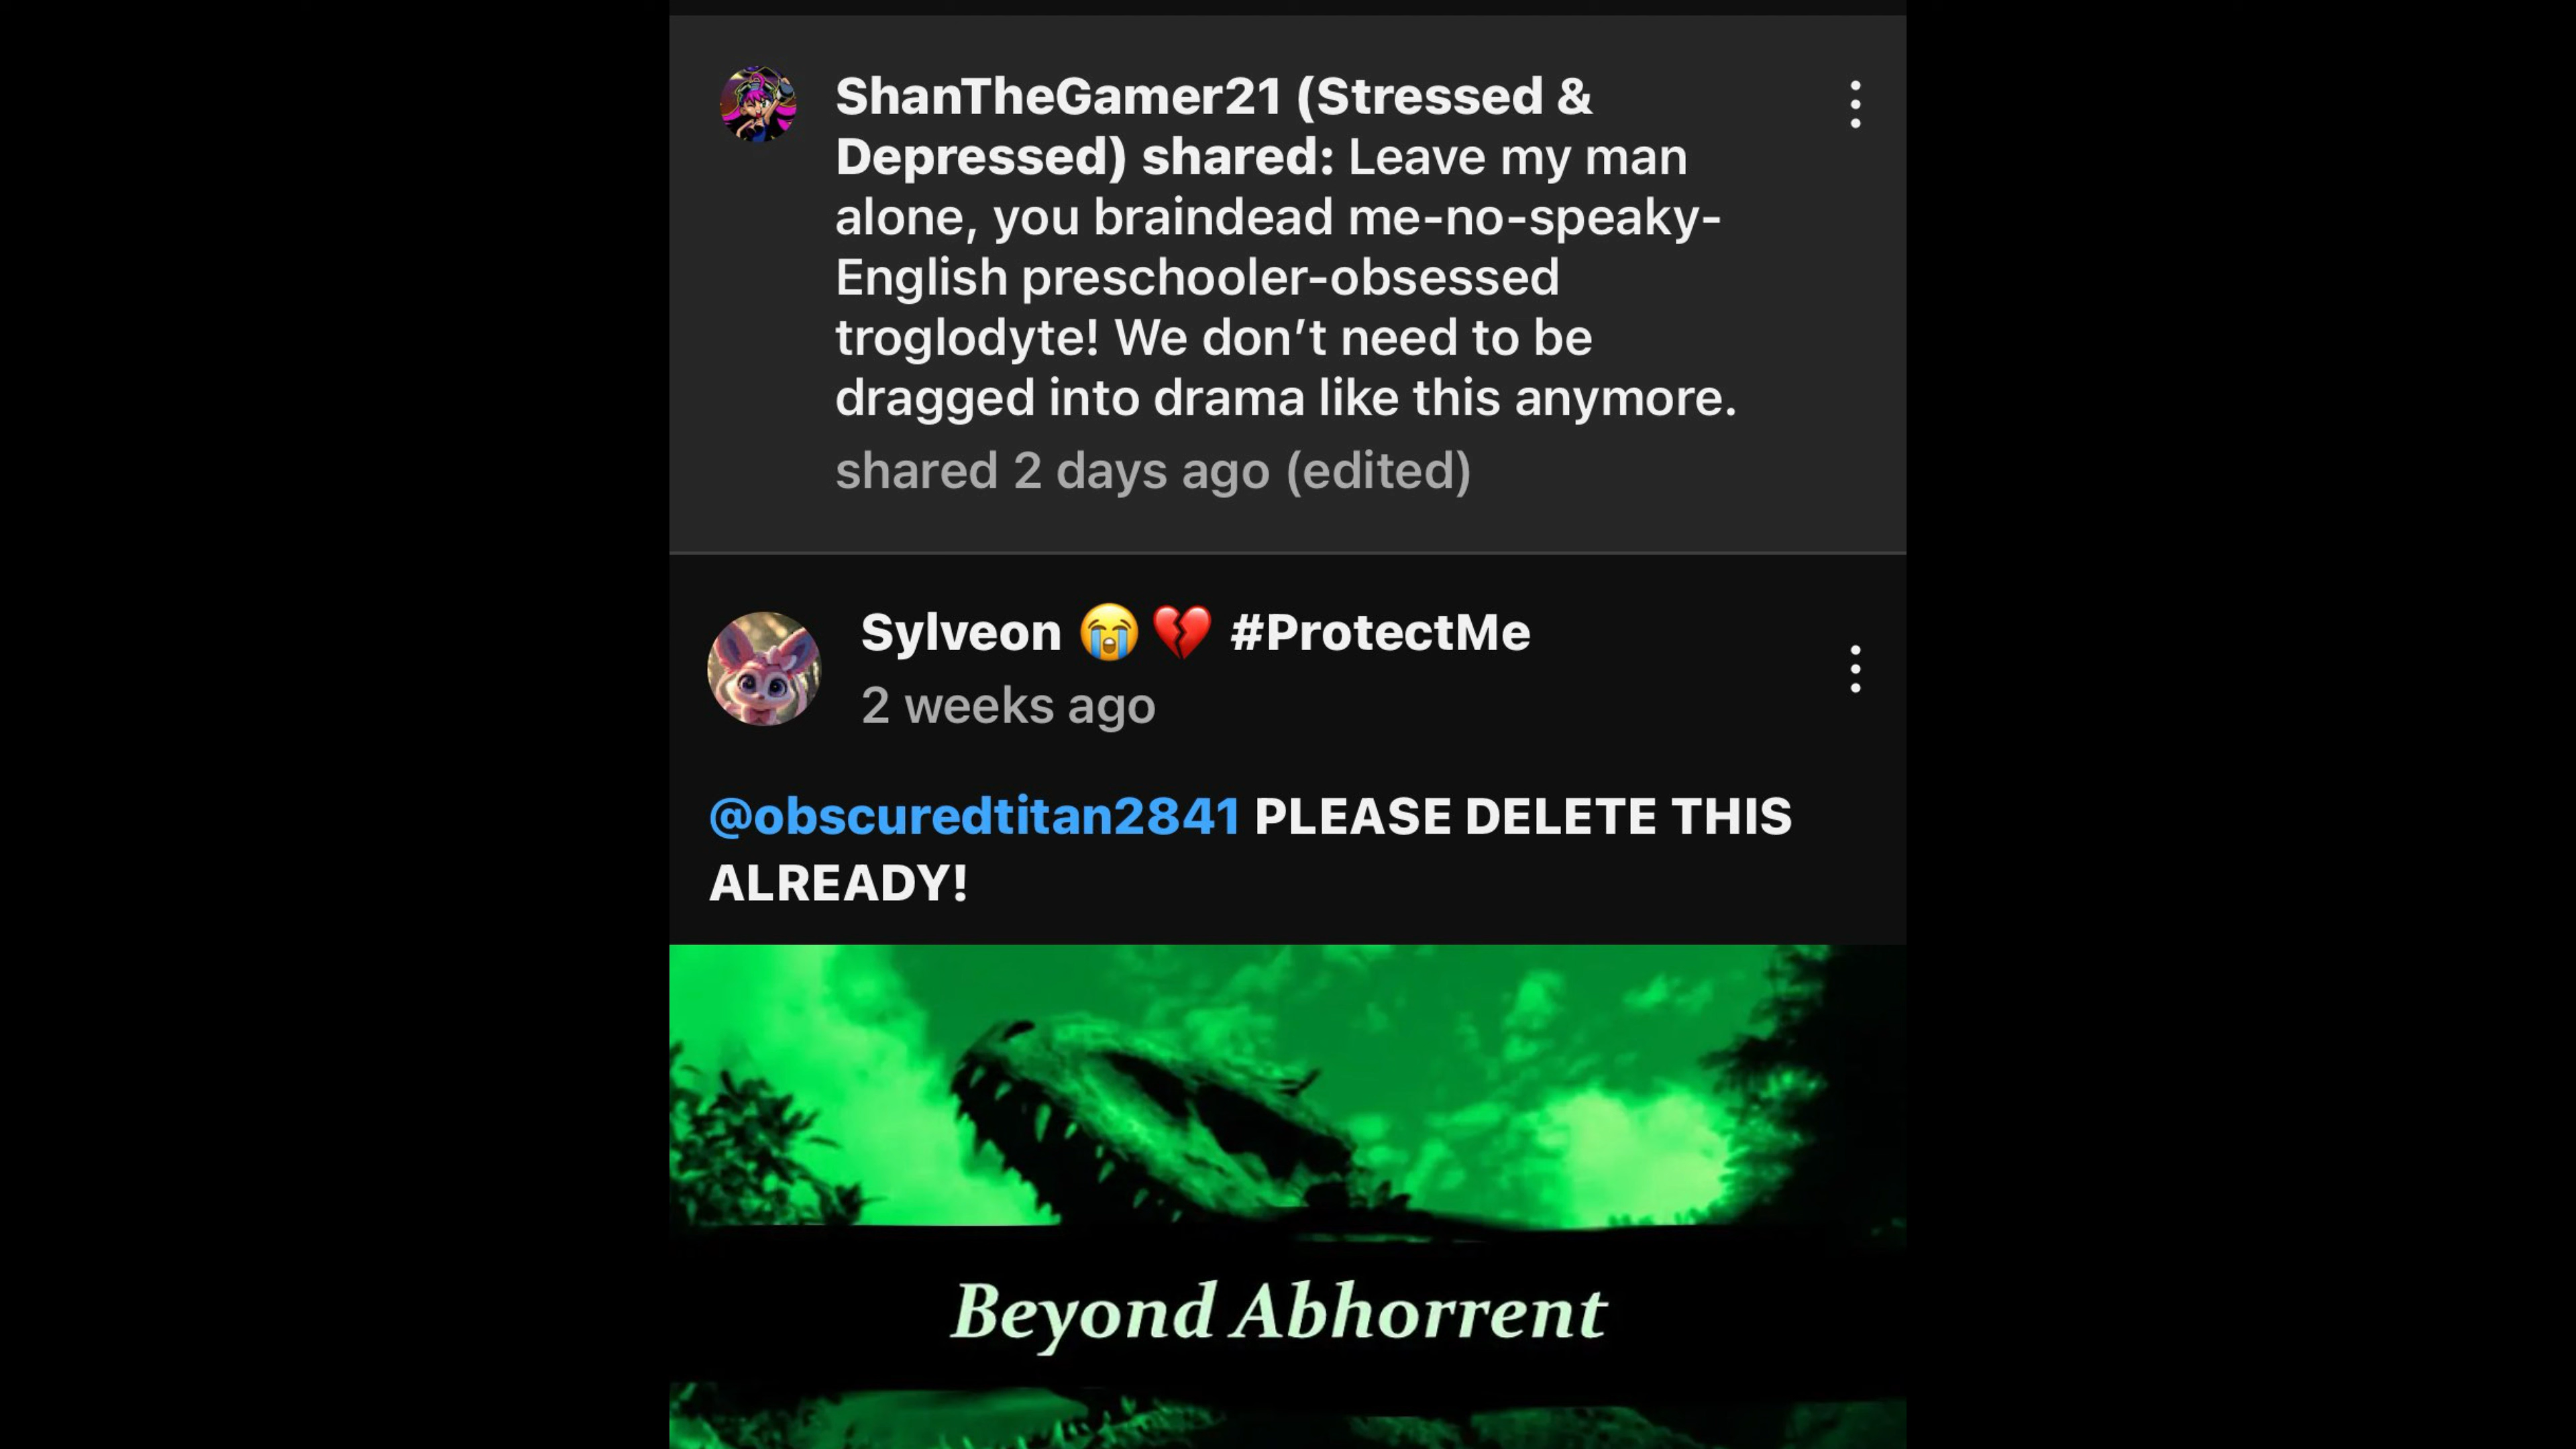 ShanTheGamer21 (Stressed &
Depressed) shared: Leave my man
alone, you braindead me-no-speaky-
English preschooler-obsessed
troglodyte! We don’t need to be
dragged into drama like this anymore.
shared 2 days ago (edited)
Sylveon 😭💔 #ProtectMe
2 weeks ago
@obscuredtitan2841 PLEASE DELETE THIS
ALREADY!
Beyond Abhorrent